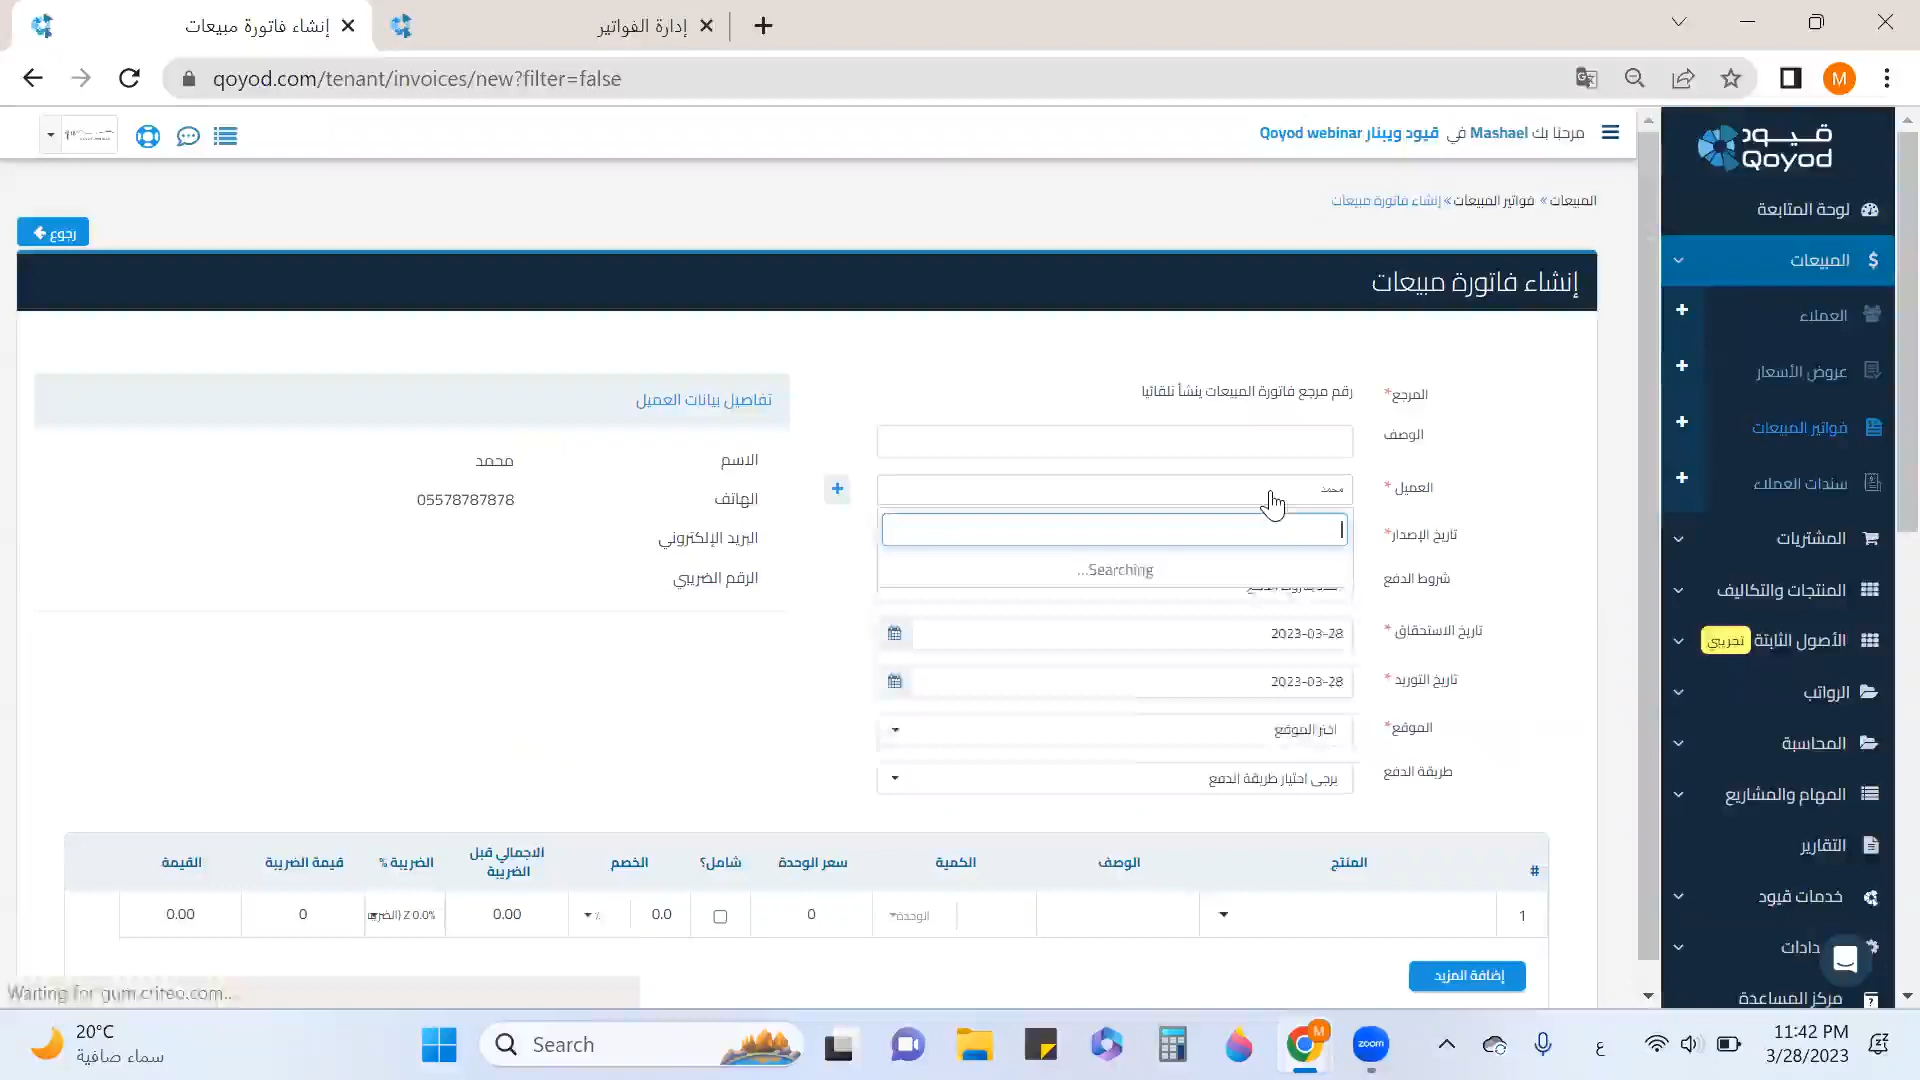 إنشاء فاتورة مبيعات
إدارة الفواتير
qoyod.com/tenant/invoices/new?filter=false
M
مرحبًا بك Mashael في قيود ويبنار Qoyod webinar
قيود
Qoyod
المبيعات » فواتير المبيعات » إنشاء فاتورة مبيعات
رجوع
إنشاء فاتورة مبيعات
المرجع*
رقم مرجع فاتورة المبيعات ينشأ تلقائيا
الوصف
العميل *
محمد
Searching...
تاريخ الإصدار*
شروط الدفع
تاريخ الاستحقاق *
2023-03-28
تاريخ التوريد *
2023-03-28
الموقع*
اختر الموقع
طريقة الدفع
يرجى اختيار طريقة الدفع
تفاصيل بيانات العميل
الاسم
محمد
الهاتف
05578787878
البريد الإلكتروني
الرقم الضريبي
# المنتج الوصف الكمية سعر الوحدة شامل؟ الخصم الاجمالي قبل الضريبة الضريبة % قيمة الضريبة القيمة
1 الوحدة 0 0.0 ٪ 0.00 Z 0.0% 0 0.00
إضافة المزيد
لوحة المتابعة
المبيعات
العملاء
عروض الأسعار
فواتير المبيعات
سندات العملاء
المشتريات
المنتجات والتكاليف
الأصول الثابتة تجريبي
الرواتب
المحاسبة
المهام والمشاريع
التقارير
خدمات قيود
مركز المساعدة
Waiting for gum.criteo.com...
20°C
سماء صافية
Search
M
zoom
ع
11:42 PM
3/28/2023